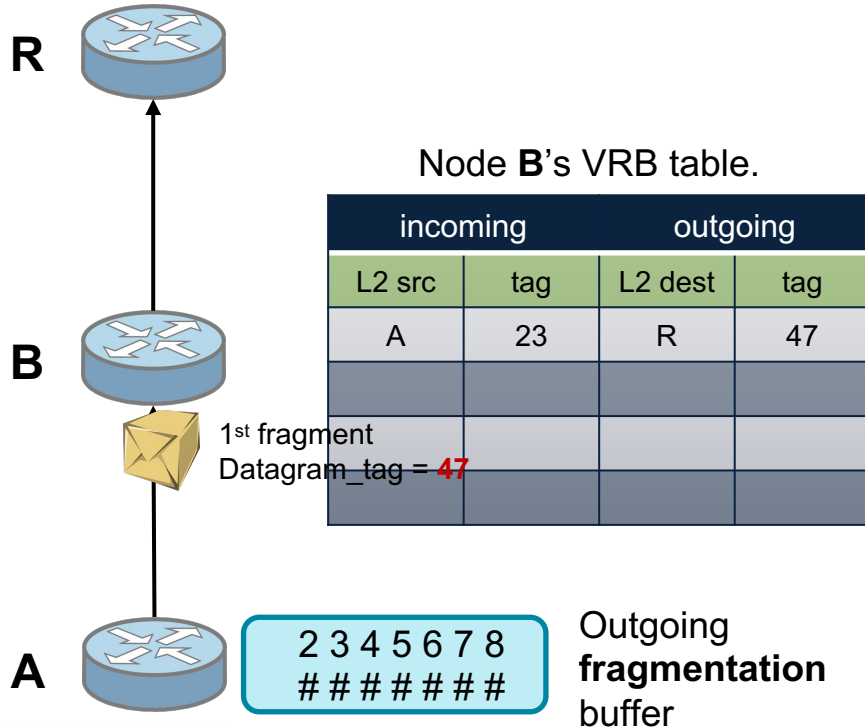 R
Node B's VRB table.
incoming outgoing
L2 src tag L2 dest tag
A 23 R 47
B
1st fragment
Datagram_tag = 47
A
2 3 4 5 6 7 8
# # # # # # #
Outgoing
fragmentation
buffer